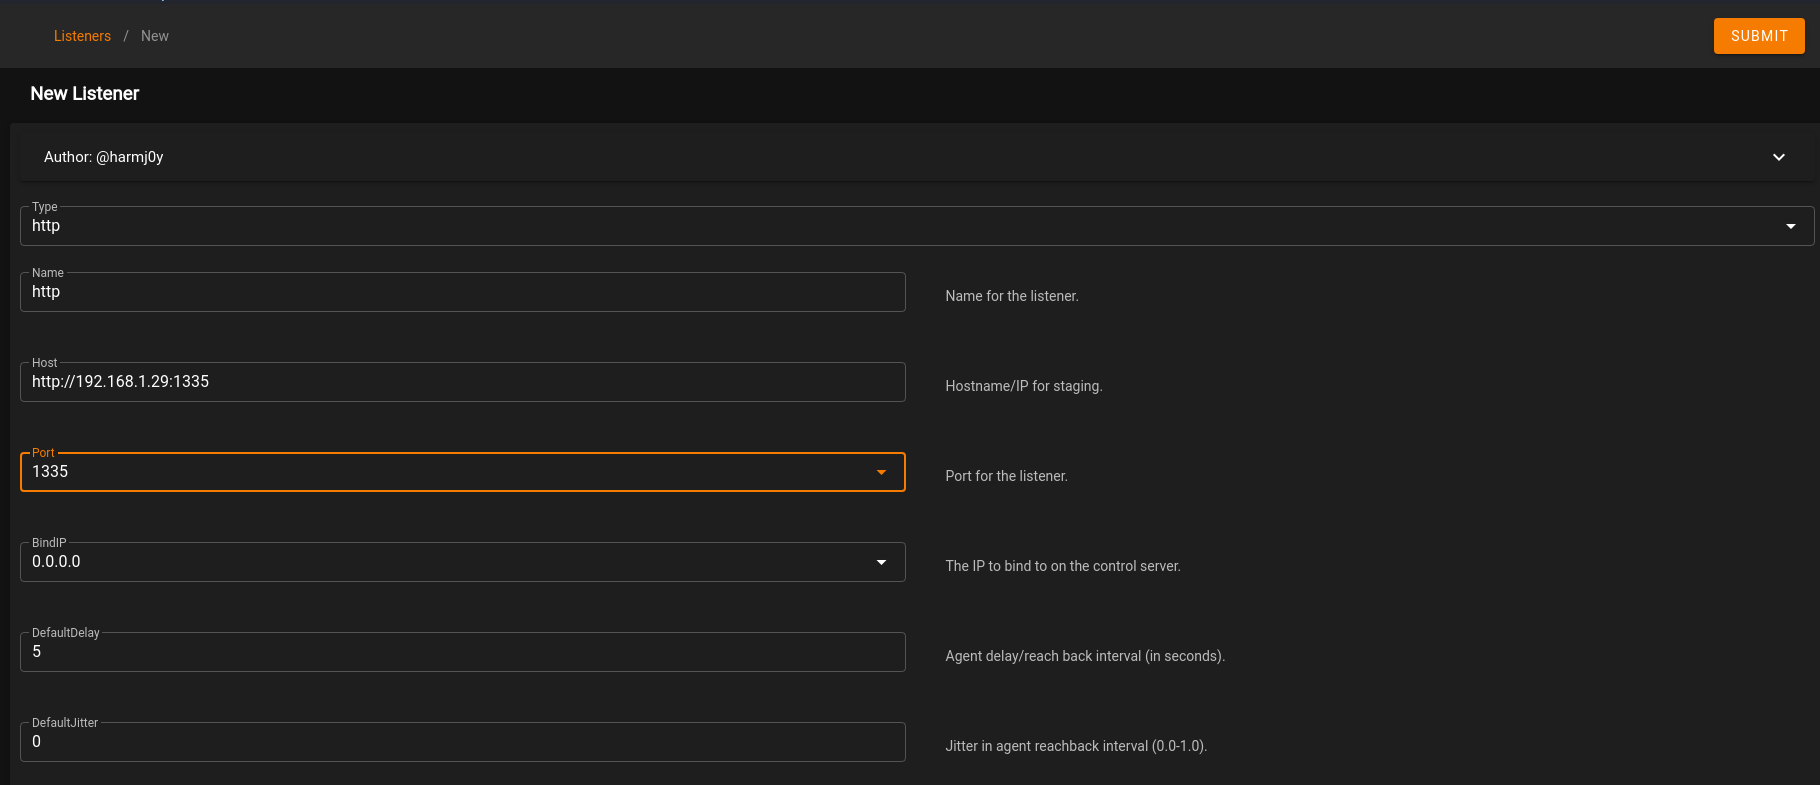 Listeners / New
SUBMIT
New Listener
Author: @harmj0y
Type
http
Name
http
Name for the listener.
Host
http://192.168.1.29:1335
Hostname/IP for staging.
Port
1335
Port for the listener.
BindIP
0.0.0.0
The IP to bind to on the control server.
DefaultDelay
5
Agent delay/reach back interval (in seconds).
DefaultJitter
0
Jitter in agent reachback interval (0.0-1.0).